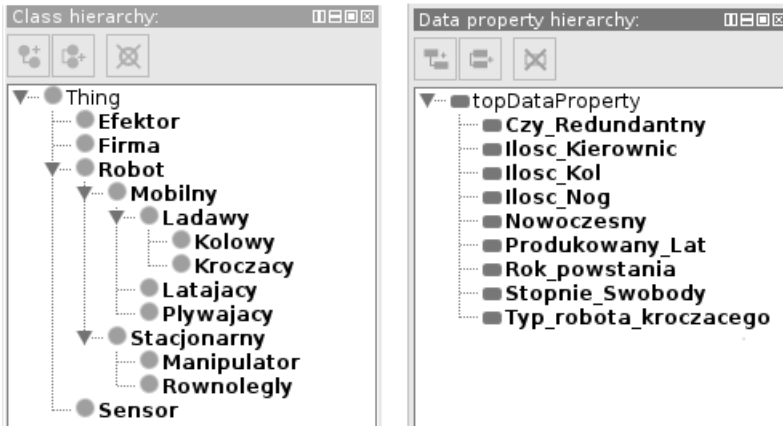 Class hierarchy:
Thing
Efektor
Firma
Robot
Mobilny
Ladawy
Kolowy
Kroczacy
Latajacy
Plywajacy
Stacjonarny
Manipulator
Rownolegly
Sensor
Data property hierarchy:
topDataProperty
Czy_Redundantny
Ilosc_Kierownic
Ilosc_Kol
Ilosc_Nog
Nowoczesny
Produkowany_Lat
Rok_powstania
Stopnie_Swobody
Typ_robota_kroczacego